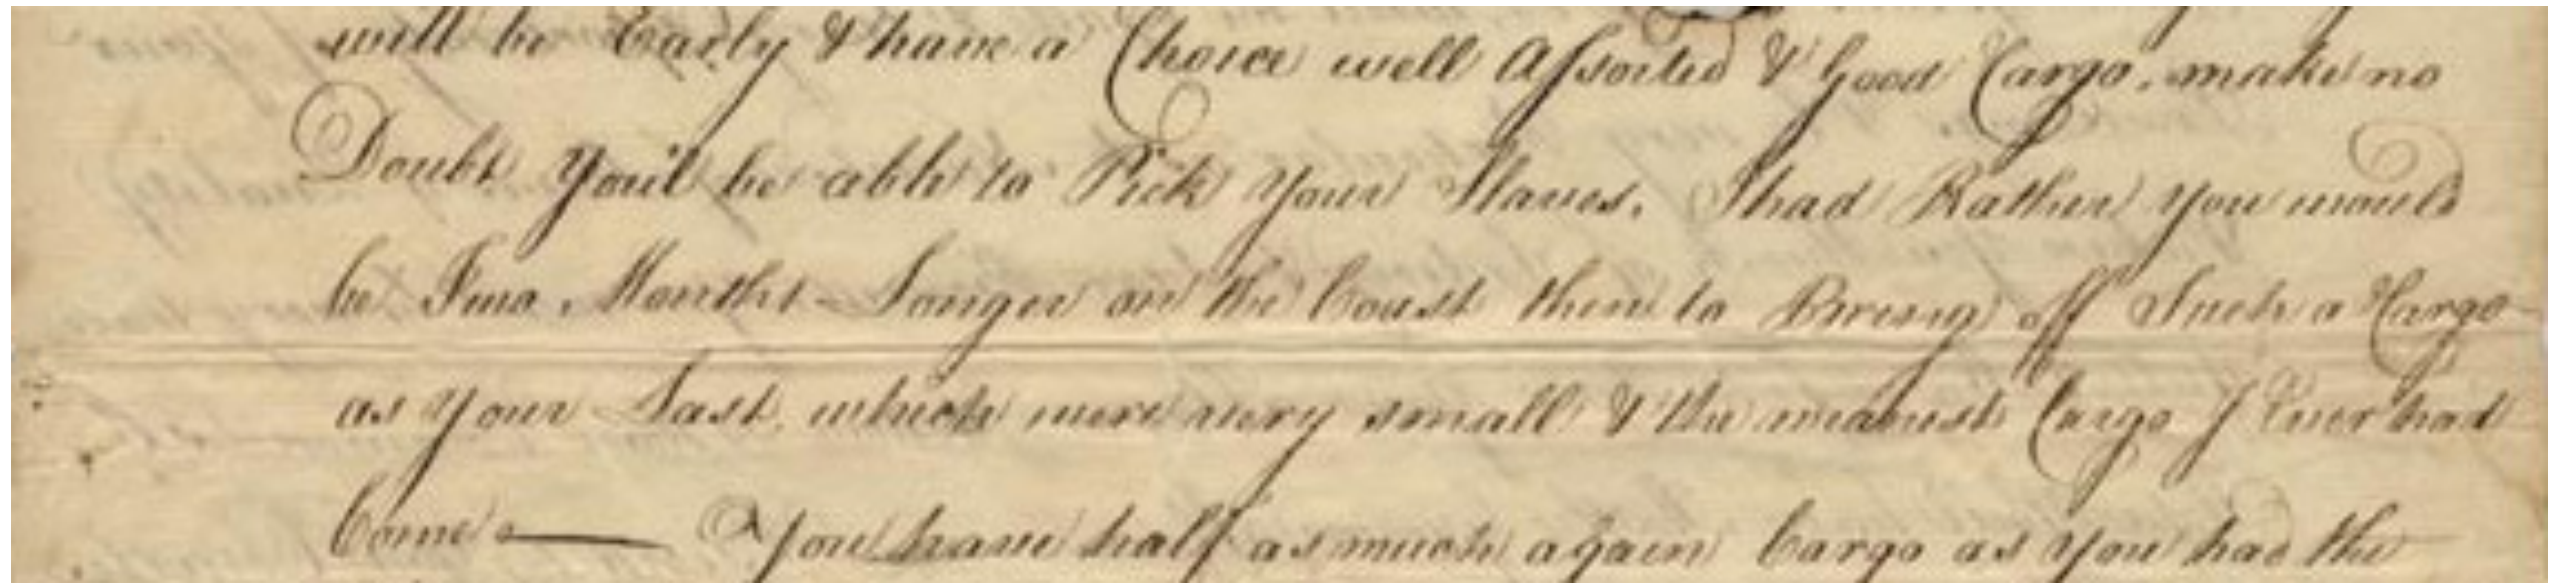 will be Early & have a Choice well Assorted & Good Cargo, make no
Doubt You'l be able to Pick Your Slaves, I had Rather You would
be Two Months Longer on the Coast then to Bring off Such a Cargo
as Your Last, which were very small & the meanest Cargo I Ever had
Come — You have half as much again Cargo as You had the